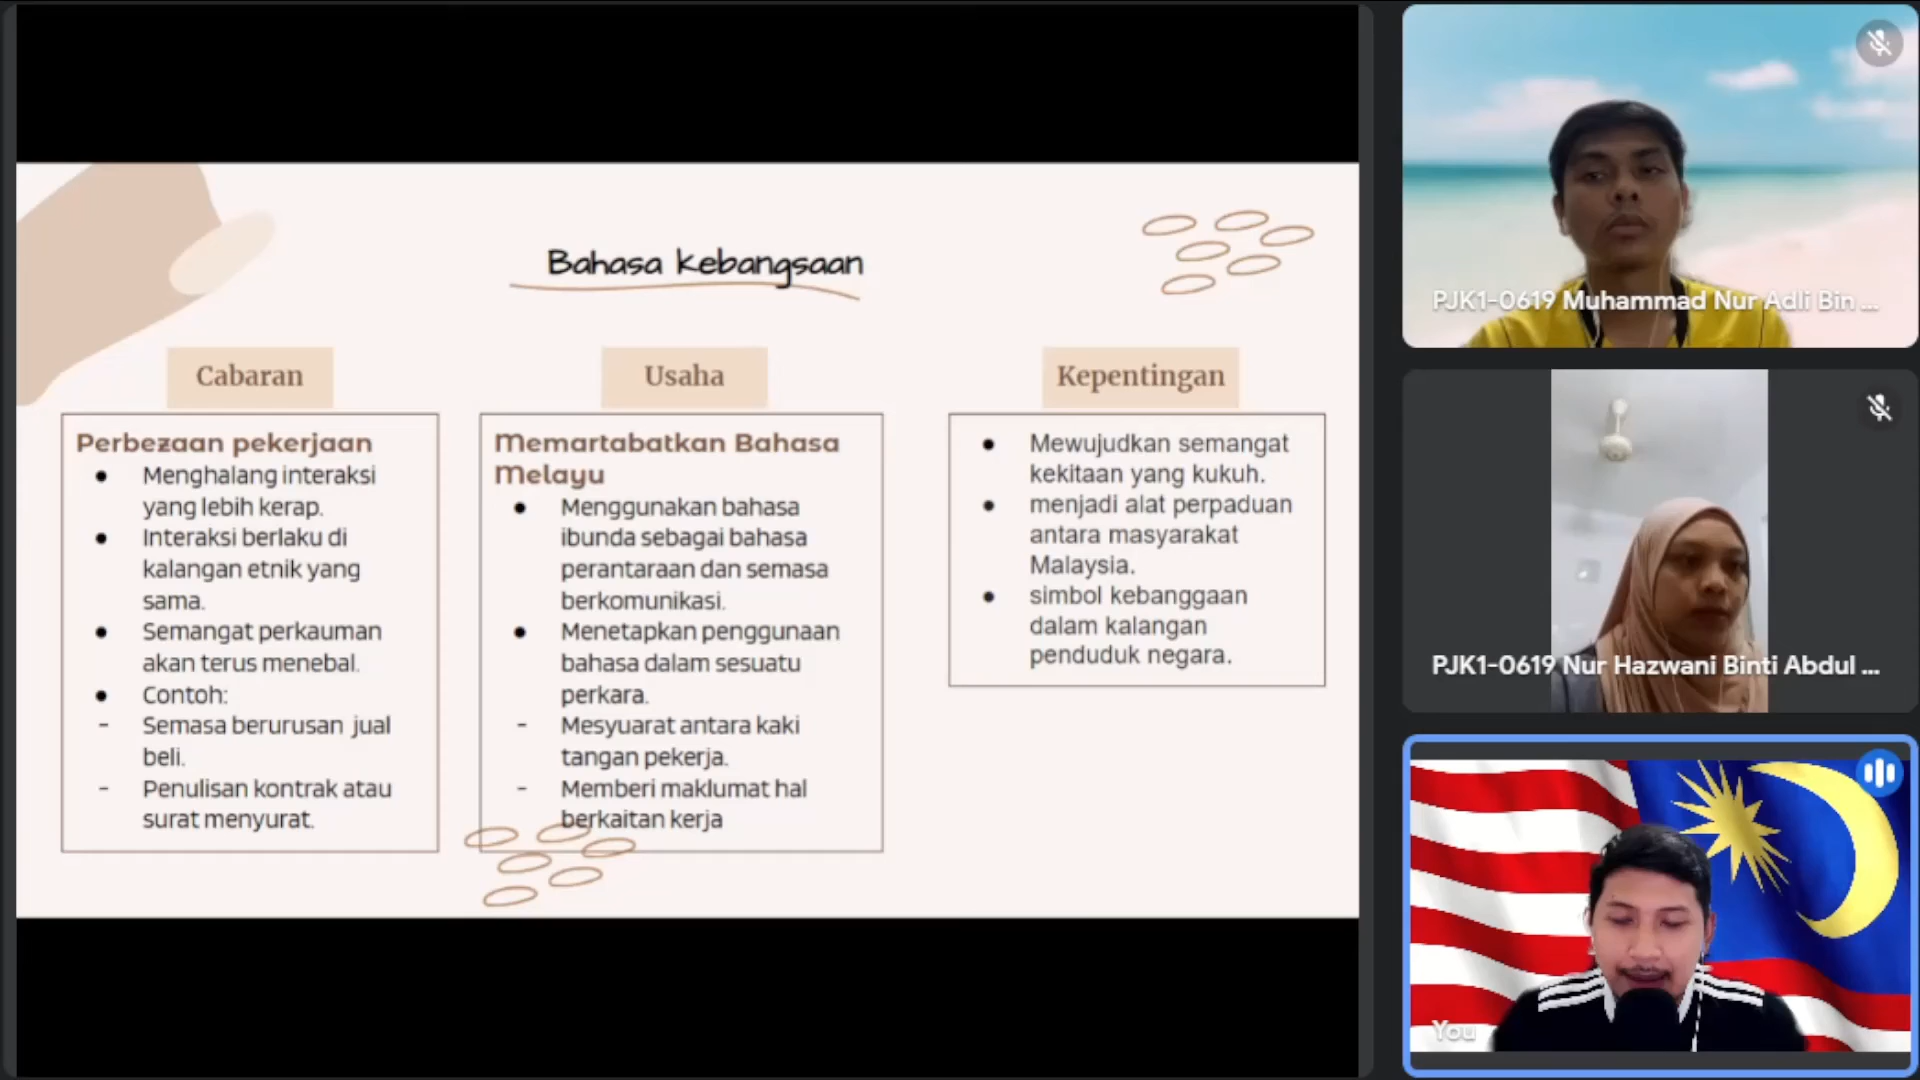 Bahasa kebangsaan
Cabaran
Perbezaan pekerjaan
● Menghalang interaksi
yang lebih kerap.
● Interaksi berlaku di
kalangan etnik yang
sama.
● Semangat perkauman
akan terus menebal.
● Contoh:
- Semasa berurusan jual
beli.
- Penulisan kontrak atau
surat menyurat.
Usaha
Memartabatkan Bahasa
Melayu
● Menggunakan bahasa
ibunda sebagai bahasa
perantaraan dan semasa
berkomunikasi.
● Menetapkan penggunaan
bahasa dalam sesuatu
perkara.
- Mesyuarat antara kaki
tangan pekerja.
- Memberi maklumat hal
berkaitan kerja
Kepentingan
● Mewujudkan semangat
kekitaan yang kukuh.
● menjadi alat perpaduan
antara masyarakat
Malaysia.
● simbol kebanggaan
dalam kalangan
penduduk negara.
PJK1-0619 Muhammad Nur Adli Bin ...
PJK1-0619 Nur Hazwani Binti Abdul ...
You